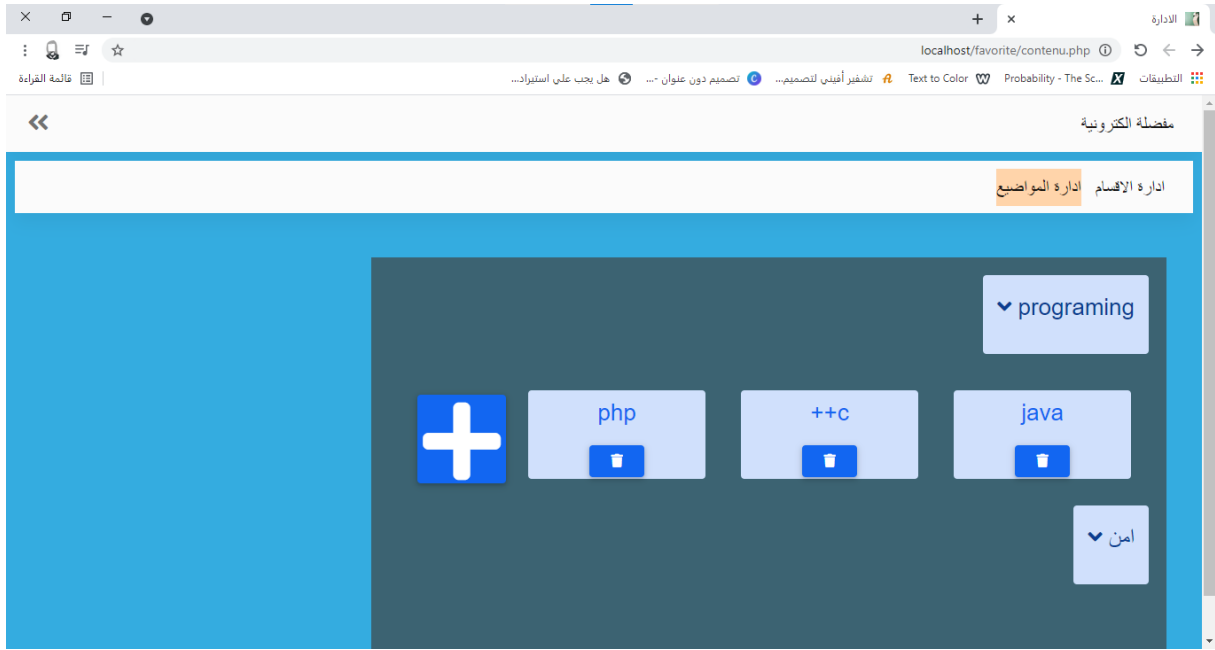 الادارة
localhost/favorite/contenu.php
التطبيقات Probability - The Sc... Text to Color تشفير أفيني لتصميم... تصميم دون عنوان -... هل يجب علي استيراد... قائمة القراءة
مفضلة الكترونية
ادارة الاقسام ادارة المواضيع
programing
java ++c php
امن